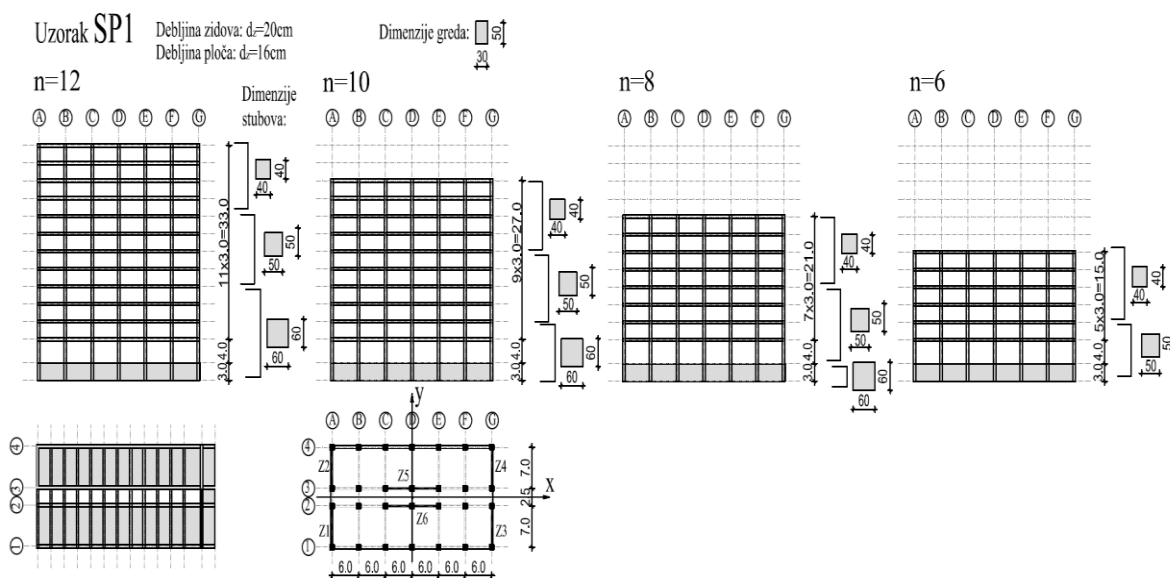 Uzorak SP1
Debljina zidova: dz=20cm
Debljina ploča: dz=16cm
Dimenzije greda:
50
30
n=12
n=10
n=8
n=6
Dimenzije
stubova:
A B C D E F G
A B C D E F G
A B C D E F G
A B C D E F G
11x3.0=33.0
4.0
3.0
40
40
50
50
60
60
9x3.0=27.0
4.0
3.0
40
40
50
50
60
60
7x3.0=21.0
4.0
3.0
40
40
50
50
60
60
5x3.0=15.0
4.0
3.0
40
40
50
50
4
3
2
1
y
A B C D E F G
4
3
2
1
Z2
Z5
Z4
x
Z1
Z6
Z3
7.0
2.5
7.0
6.0 6.0 6.0 6.0 6.0 6.0